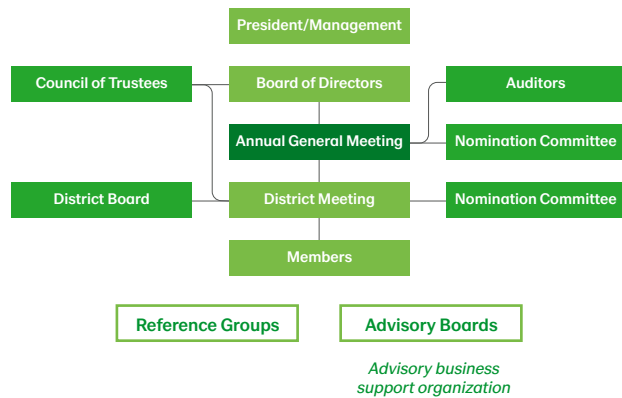 President/Management
Council of Trustees
Board of Directors
Auditors
Annual General Meeting
Nomination Committee
District Board
District Meeting
Nomination Committee
Members
Reference Groups
Advisory Boards
Advisory business
support organization